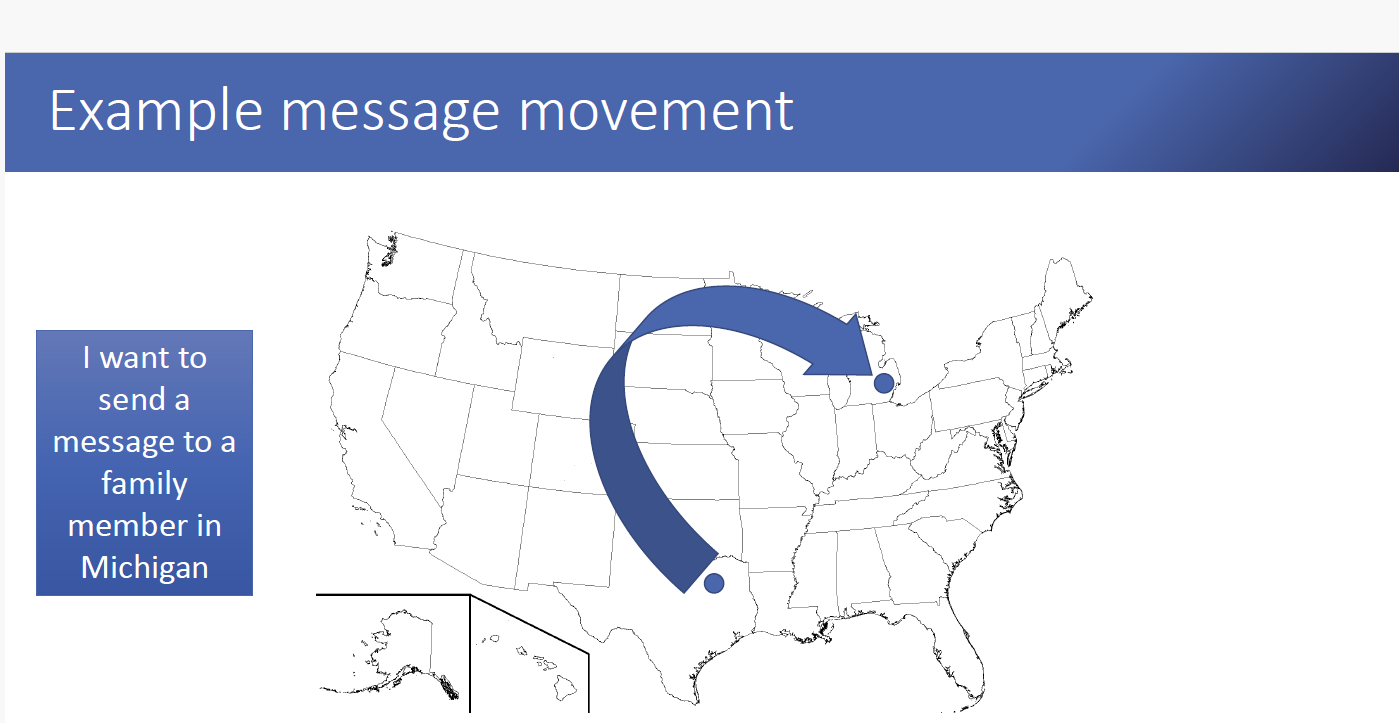 Example message movement
I want to
send a
message to a
family
member in
Michigan